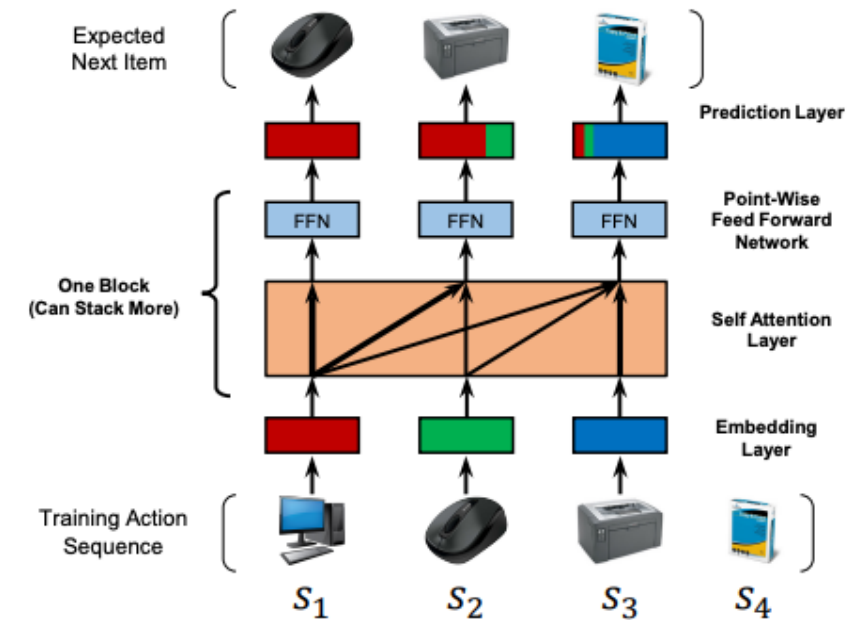 Expected
Next Item
Prediction Layer
FFN
FFN
FFN
Point-Wise
Feed Forward
Network
One Block
(Can Stack More)
Self Attention
Layer
Embedding
Layer
Training Action
Sequence
S1
S2
S3
S4